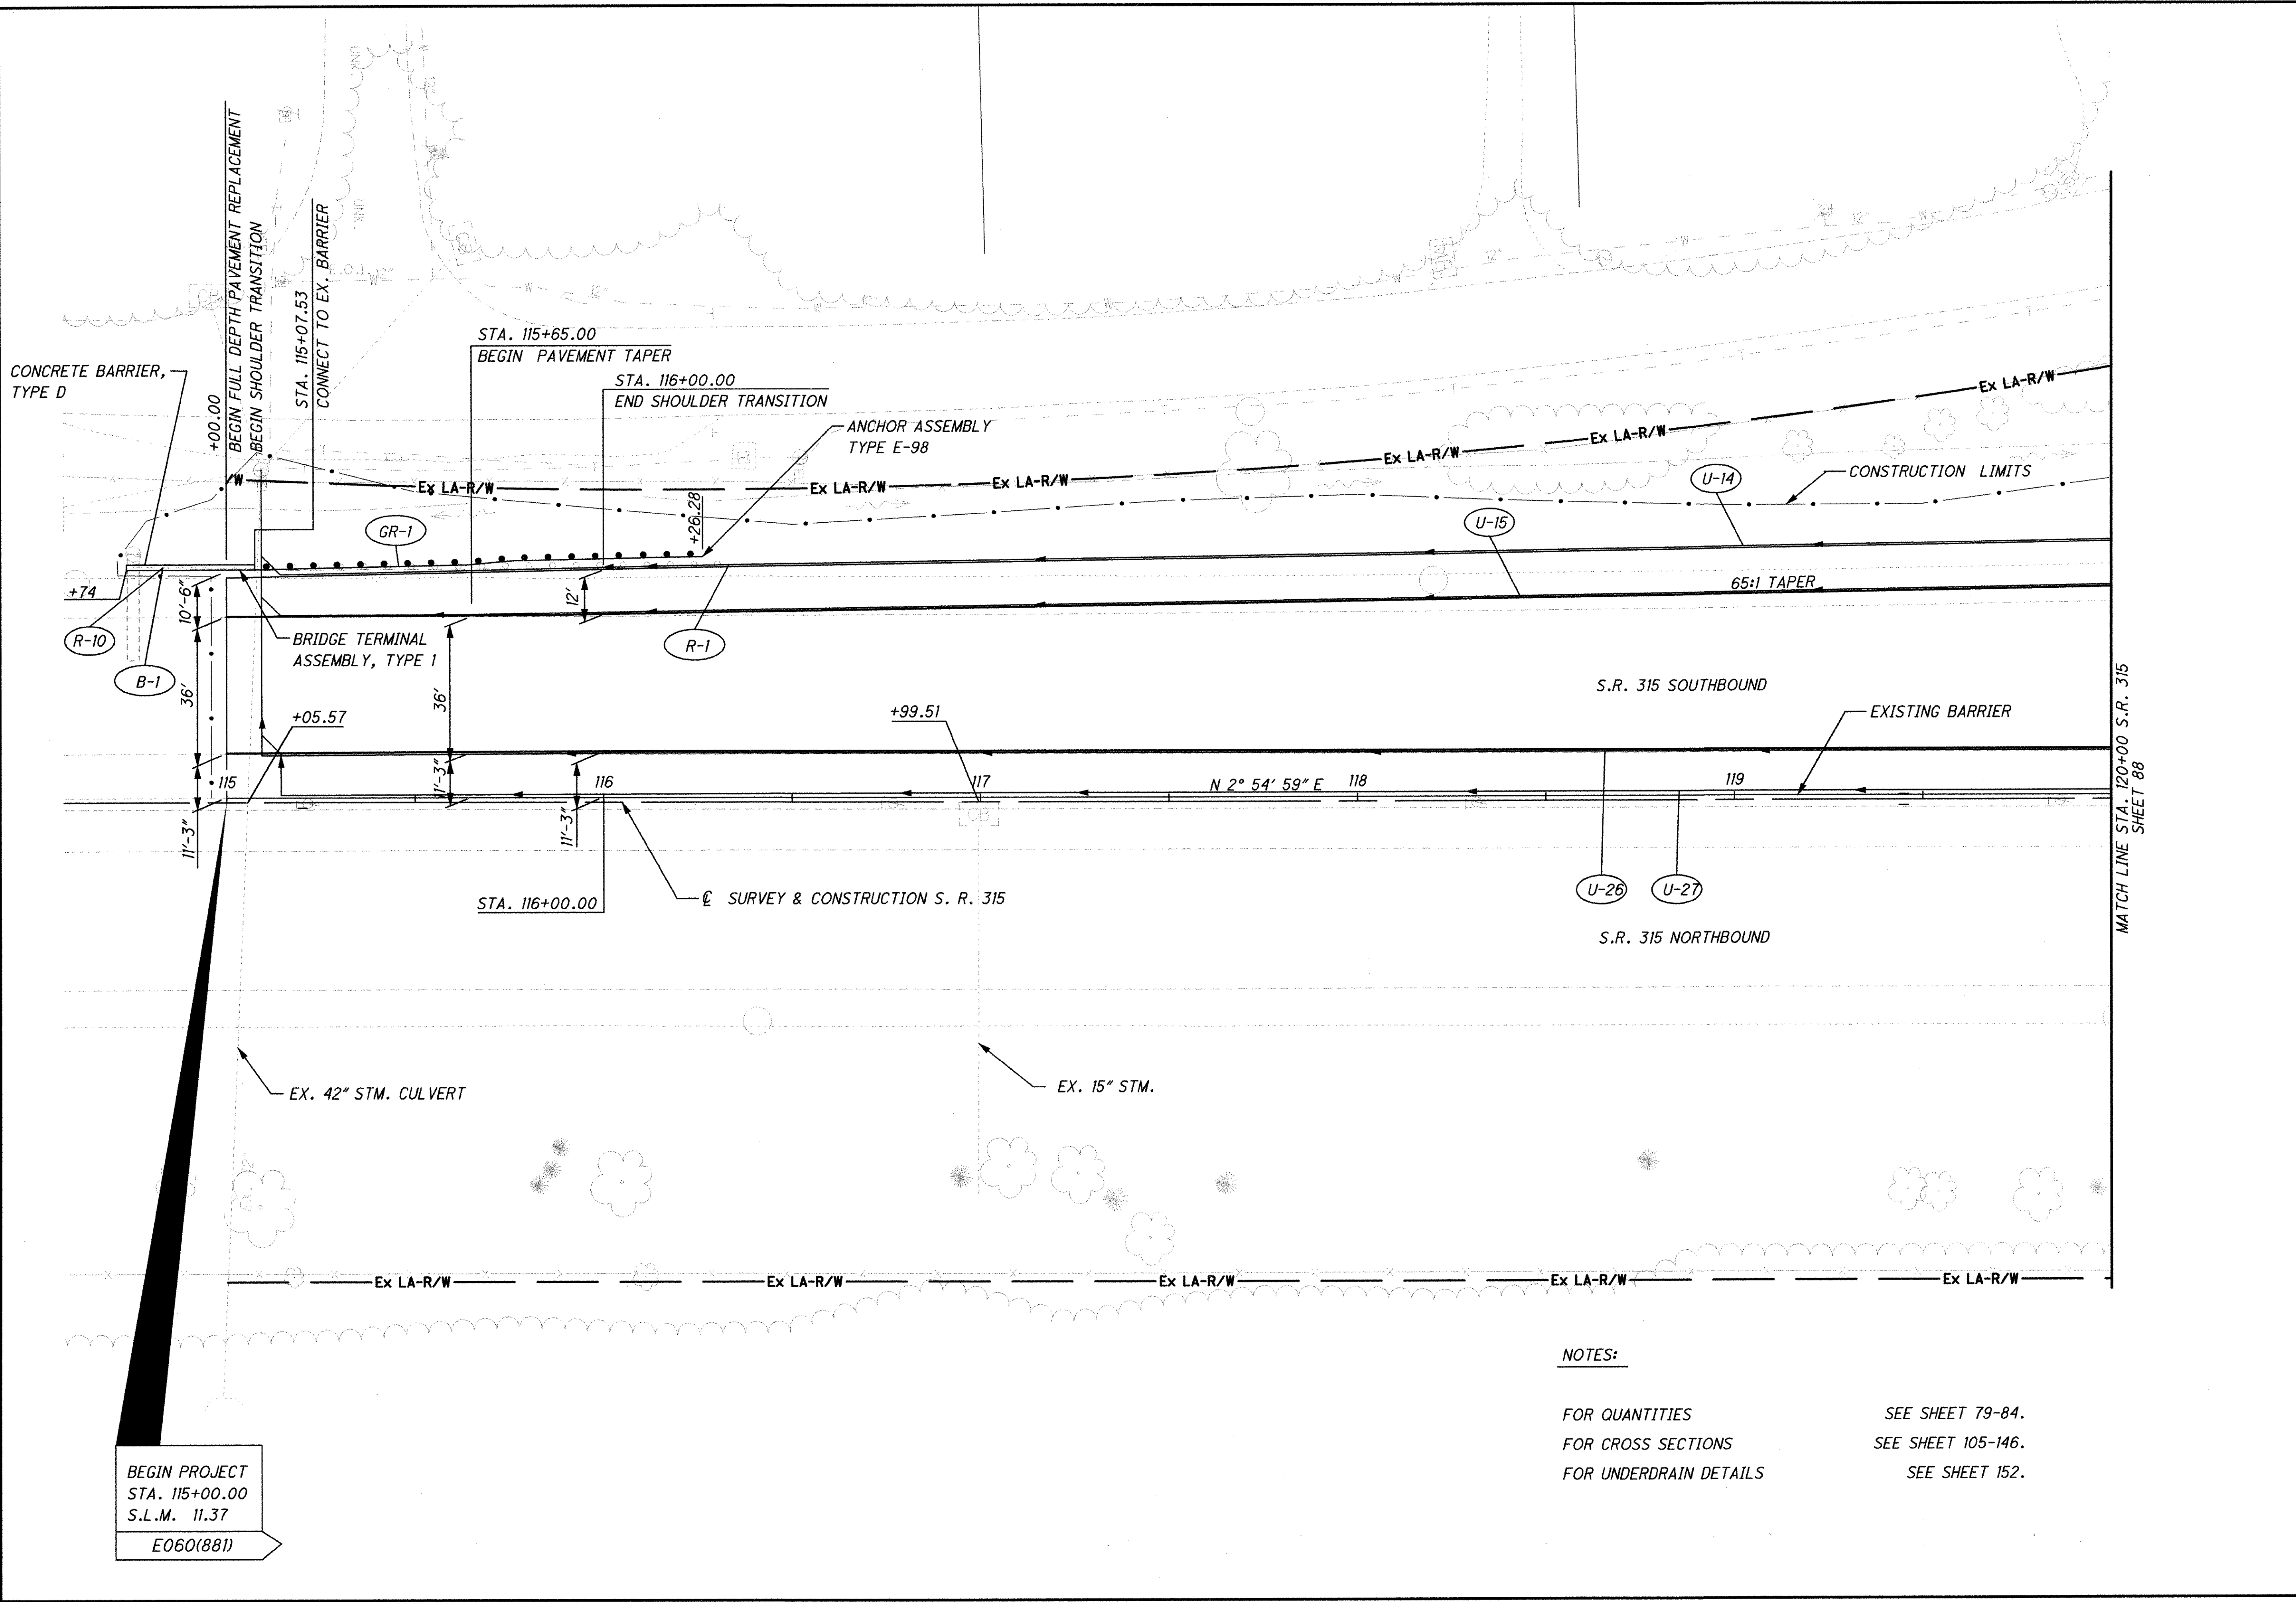 +00.00
BEGIN FULL DEPTH PAVEMENT REPLACEMENT
BEGIN SHOULDER TRANSITION
STA. 115+07.53
CONNECT TO EX. BARRIER
UNK.
UNK.
12"
12"
12"
STA. 115+65.00
BEGIN PAVEMENT TAPER
STA. 116+00.00
END SHOULDER TRANSITION
CONCRETE BARRIER,
TYPE D
ANCHOR ASSEMBLY
TYPE E-98
+26.28
Ex LA-R/W
Ex LA-R/W
Ex LA-R/W
Ex LA-R/W
Ex LA-R/W
Ex LA-R/W
CONSTRUCTION LIMITS
U-14
U-15
GR-1
65:1 TAPER
+74
10'-6"
12'
R-10
B-1
BRIDGE TERMINAL
ASSEMBLY, TYPE 1
R-1
36'
36'
S.R. 315 SOUTHBOUND
+05.57
+99.51
EXISTING BARRIER
MATCH LINE STA. 120+00 S.R. 315
SHEET 88
115
116
117
N 2° 54' 59" E
118
119
11'-3"
11'-3"
11'-3"
CB
STA. 116+00.00
℄ SURVEY & CONSTRUCTION S. R. 315
U-26
U-27
S.R. 315 NORTHBOUND
EX. 42" STM. CULVERT
EX. 15" STM.
Ex LA-R/W
Ex LA-R/W
Ex LA-R/W
Ex LA-R/W
Ex LA-R/W
NOTES:
FOR QUANTITIES SEE SHEET 79-84.
FOR CROSS SECTIONS SEE SHEET 105-146.
FOR UNDERDRAIN DETAILS SEE SHEET 152.
BEGIN PROJECT
STA. 115+00.00
S.L.M. 11.37
E060(881)